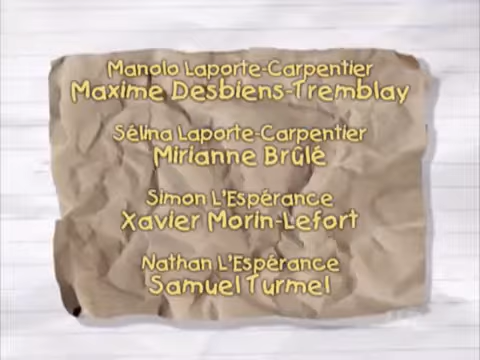 Manolo Laporte-Carpentier
Maxime Desbiens-Tremblay
Sélina Laporte-Carpentier
Mirianne Brûlé
Simon L'Espérance
Xavier Morin-Lefort
Nathan L'Espérance
Samuel Turmel